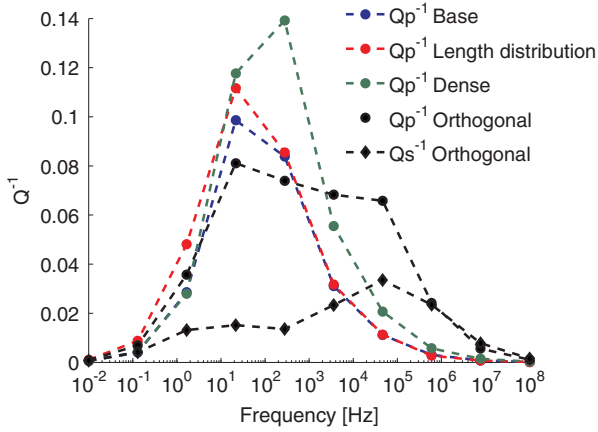 0.14
0.12
0.1
0.08
0.06
0.04
0.02
0
Q⁻¹
Qp⁻¹ Base
Qp⁻¹ Length distribution
Qp⁻¹ Dense
Qp⁻¹ Orthogonal
Qs⁻¹ Orthogonal
10⁻² 10⁻¹ 10⁰ 10¹ 10² 10³ 10⁴ 10⁵ 10⁶ 10⁷ 10⁸
Frequency [Hz]